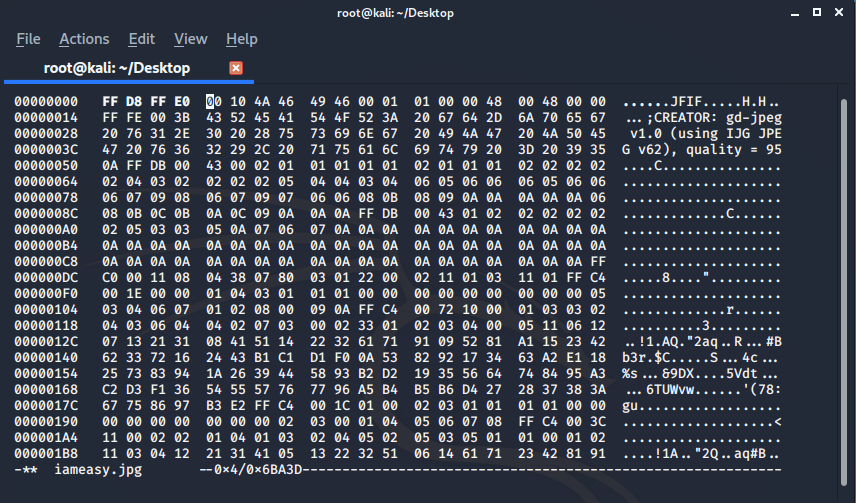 root@kali: ~/Desktop
File Actions Edit View Help
root@kali: ~/Desktop
00000000 FF D8 FF E0 00 10 4A 46 49 46 00 01 01 00 00 48 00 48 00 00 ......JFIF.....H.H..
00000014 FF FE 00 3B 43 52 45 41 54 4F 52 3A 20 67 64 2D 6A 70 65 67 ...;CREATOR: gd-jpeg
00000028 20 76 31 2E 30 20 28 75 73 69 6E 67 20 49 4A 47 20 4A 50 45 v1.0 (using IJG JPE
0000003C 47 20 76 36 32 29 2C 20 71 75 61 6C 69 74 79 20 3D 20 39 35 G v62), quality = 95
00000050 0A FF DB 00 43 00 02 01 01 01 01 01 02 01 01 01 02 02 02 02 ....C...............
00000064 02 04 03 02 02 02 02 05 04 04 03 04 06 05 06 06 06 05 06 06 ....................
00000078 06 07 09 08 06 07 09 07 06 06 08 0B 08 09 0A 0A 0A 0A 0A 06 ....................
0000008C 08 0B 0C 0B 0A 0C 09 0A 0A 0A FF DB 00 43 01 02 02 02 02 02 .............C......
000000A0 02 05 03 03 05 0A 07 06 07 0A 0A 0A 0A 0A 0A 0A 0A 0A 0A 0A ....................
000000B4 0A 0A 0A 0A 0A 0A 0A 0A 0A 0A 0A 0A 0A 0A 0A 0A 0A 0A 0A 0A ....................
000000C8 0A 0A 0A 0A 0A 0A 0A 0A 0A 0A 0A 0A 0A 0A 0A 0A 0A 0A 0A FF ....................
000000DC C0 00 11 08 04 38 07 80 03 01 22 00 02 11 01 03 11 01 FF C4 .....8....".........
000000F0 00 1E 00 00 01 04 03 01 01 01 00 00 00 00 00 00 00 00 00 05 ....................
00000104 03 04 06 07 01 02 08 00 09 0A FF C4 00 72 10 00 01 03 03 02 .............r......
00000118 04 03 06 04 04 02 07 03 00 02 33 01 02 03 04 00 05 11 06 12 ..........3.........
0000012C 07 13 21 31 08 41 51 14 22 32 61 71 91 09 52 81 A1 15 23 42 ..!1.AQ."2aq..R...#B
00000140 62 33 72 16 24 43 B1 C1 D1 F0 0A 53 82 92 17 34 63 A2 E1 18 b3r.$C.....S...4c...
00000154 25 73 83 94 1A 26 39 44 58 93 B2 D2 19 35 56 64 74 84 95 A3 %s...&9DX....5Vdt...
00000168 C2 D3 F1 36 54 55 57 76 77 96 A5 B4 B5 B6 D4 27 28 37 38 3A ...6TUWvw......'(78:
0000017C 67 75 86 97 B3 E2 FF C4 00 1C 01 00 02 03 01 01 01 01 00 00 gu..................
00000190 00 00 00 00 00 00 00 02 03 00 01 04 05 06 07 08 FF C4 00 3C ...................<
000001A4 11 00 02 02 01 04 01 03 02 04 05 02 05 03 05 01 01 00 01 02 ....................
000001B8 11 03 04 12 21 31 41 05 13 22 32 51 06 14 61 71 23 42 81 91 ....!1A.."2Q..aq#B..
-** iameasy.jpg --0x4/0x6BA3D--------------------------------------------------